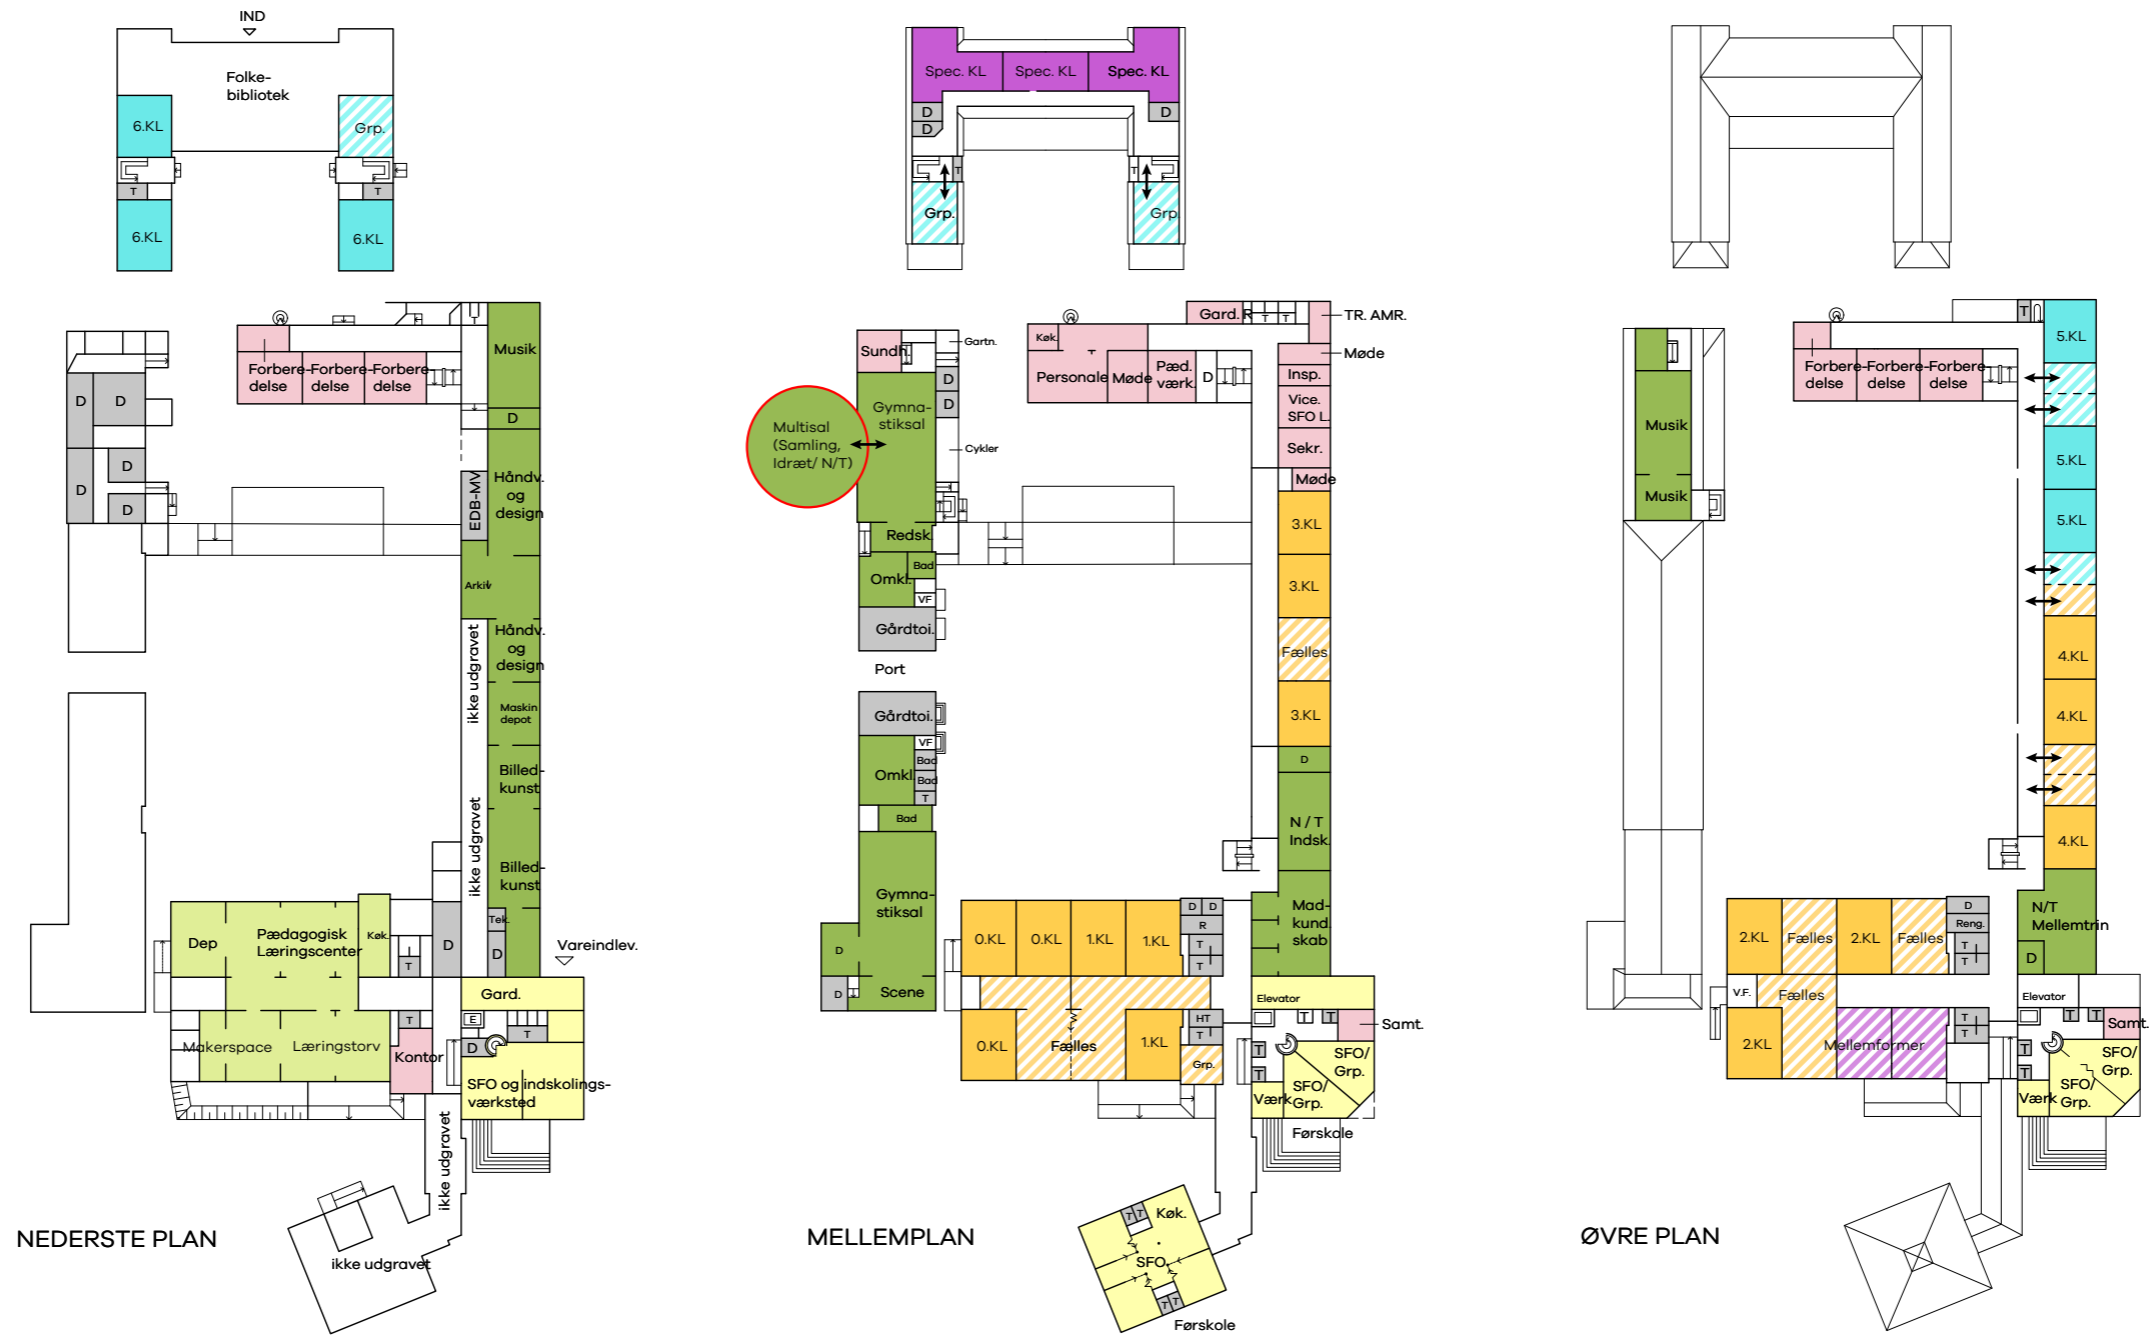 IND
Folke-
bibliotek
6.KL
Grp.
T
T
6.KL
6.KL
Musik
Forbere-
delse
Forbere-
delse
Forbere-
delse
D
D
D
D
D
D
EDB-MV
Håndv.
og
design
Arkiv
Håndv.
og
design
ikke udgravet
Maskin
depot
Billed-
kunst
ikke udgravet
Billed-
kunst
Tek.
D
D
Vareindlev.
Dep
Pædagogisk
Læringscenter
Køk.
T
Gard.
E
T
T
D
Makerspace
Læringstorv
Kontor
SFO og indskolings-
værksted
ikke udgravet
ikke udgravet
NEDERSTE PLAN
Spec. KL
Spec. KL
Spec. KL
D
D
D
T
T
Grp.
Grp.
Gard.
R
T
T
TR. AMR.
Sundh.
Gartn.
Køk.
T
Personale
Møde
Pæd.
værk.
D
Møde
Insp.
Vice.
SFO L.
Sekr.
Møde
D
D
Gymna-
stiksal
Multisal
(Samling,
Idræt/ N/T)
Cykler
Redsk.
Omkl.
Bad
VF
Gårdtoi.
Port
Gårdtoi.
VF
Omkl.
Bad
Bad
T
Bad
Gymna-
stiksal
D
D
Scene
3.KL
3.KL
Fælles
3.KL
D
N / T
Indsk.
Mad-
kund.
skab
0.KL
0.KL
1.KL
1.KL
D
D
R
T
T
Elevator
T
T
Samt.
0.KL
Fælles
1.KL
HT
T
Grp.
T
T
SFO/
Grp.
SFO/
Grp.
Værk
Førskole
T
T
Køk.
SFO
T
T
Førskole
MELLEMPLAN
T
5.KL
Forbere-
delse
Forbere-
delse
Forbere-
delse
Musik
Musik
5.KL
5.KL
4.KL
4.KL
4.KL
N/T
Mellemtrin
D
2.KL
Fælles
2.KL
Fælles
D
Reng.
T
T
V.F.
Fælles
Elevator
T
T
Samt.
2.KL
Mellemformer
T
T
T
T
SFO/
Grp.
SFO/
Grp.
Værk
ØVRE PLAN